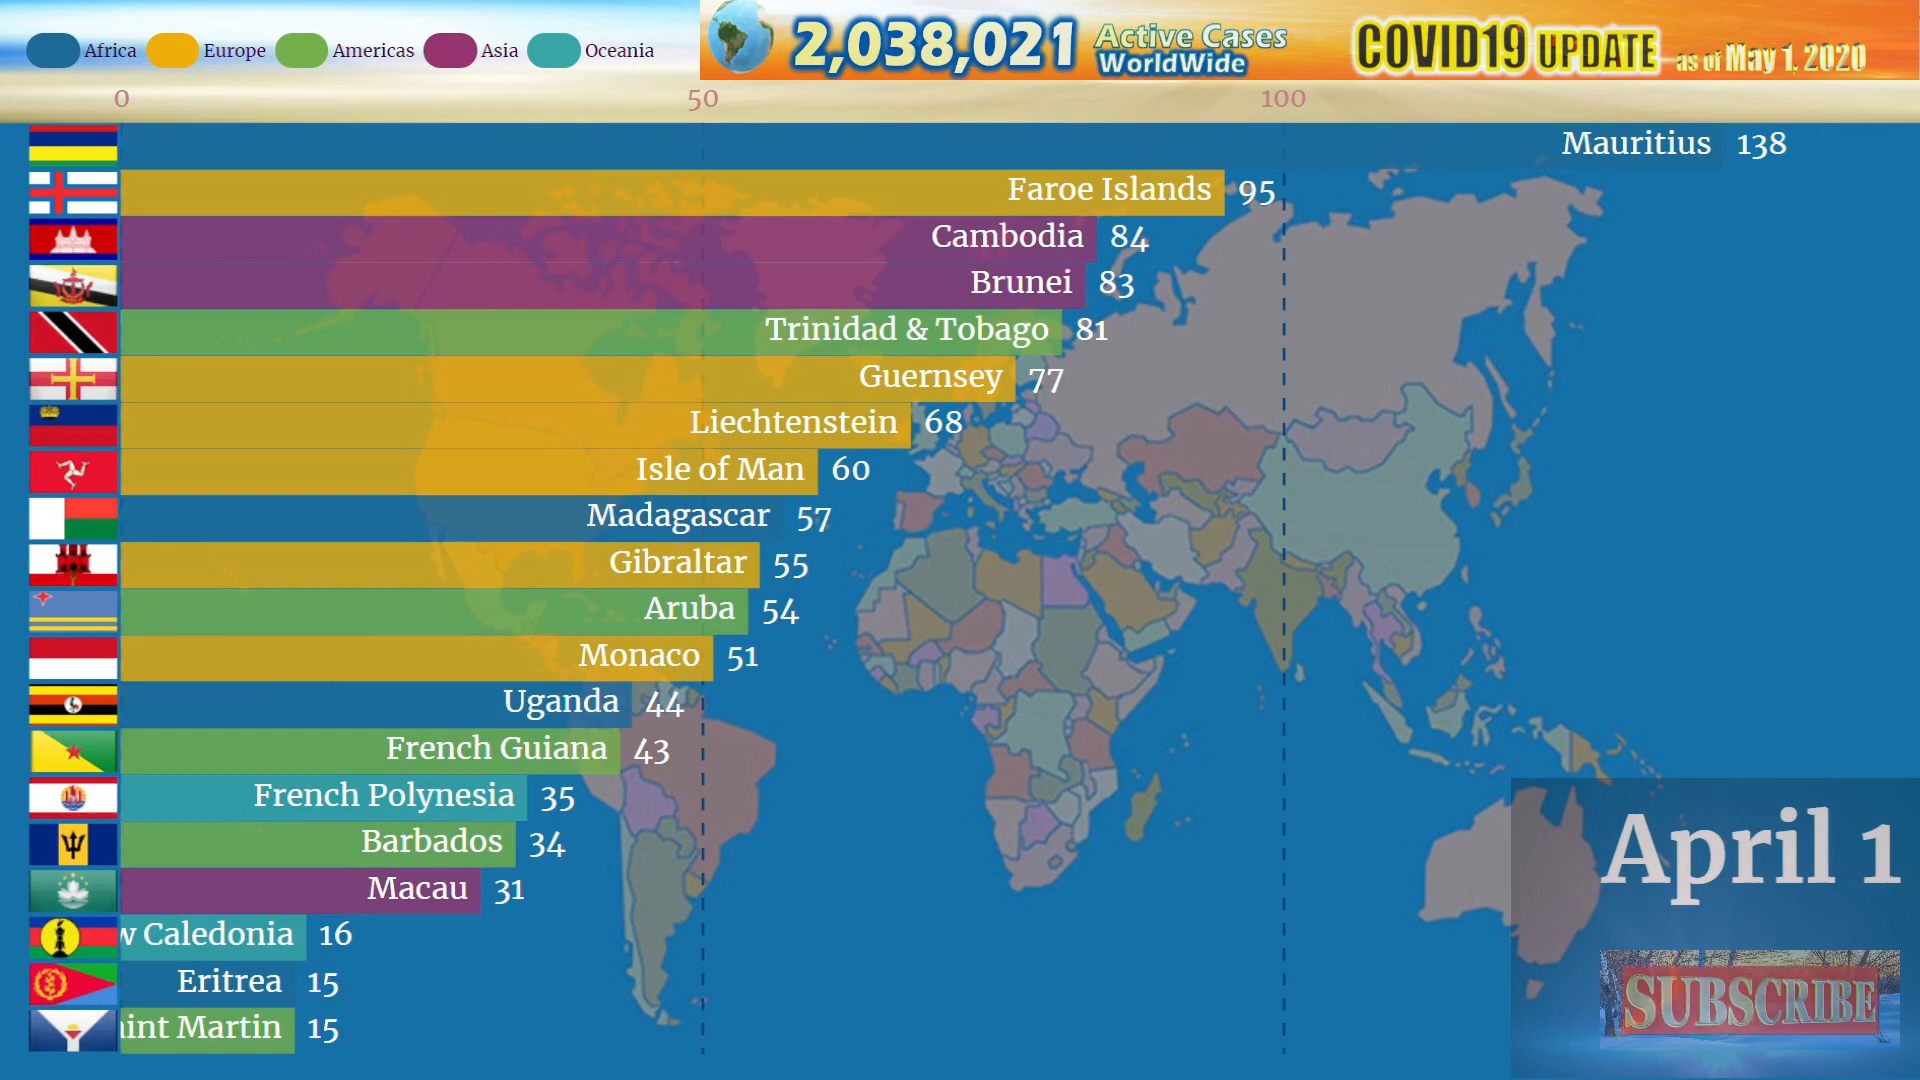 Africa Europe Americas Asia Oceania
2,038,021 Active Cases WorldWide
COVID19 UPDATE as of May 1, 2020
0 50 100
Mauritius 138
Faroe Islands 95
Cambodia 84
Brunei 83
Trinidad & Tobago 81
Guernsey 77
Liechtenstein 68
Isle of Man 60
Madagascar 57
Gibraltar 55
Aruba 54
Monaco 51
Uganda 44
French Guiana 43
French Polynesia 35
Barbados 34
Macau 31
w Caledonia 16
Eritrea 15
aint Martin 15
April 1
SUBSCRIBE